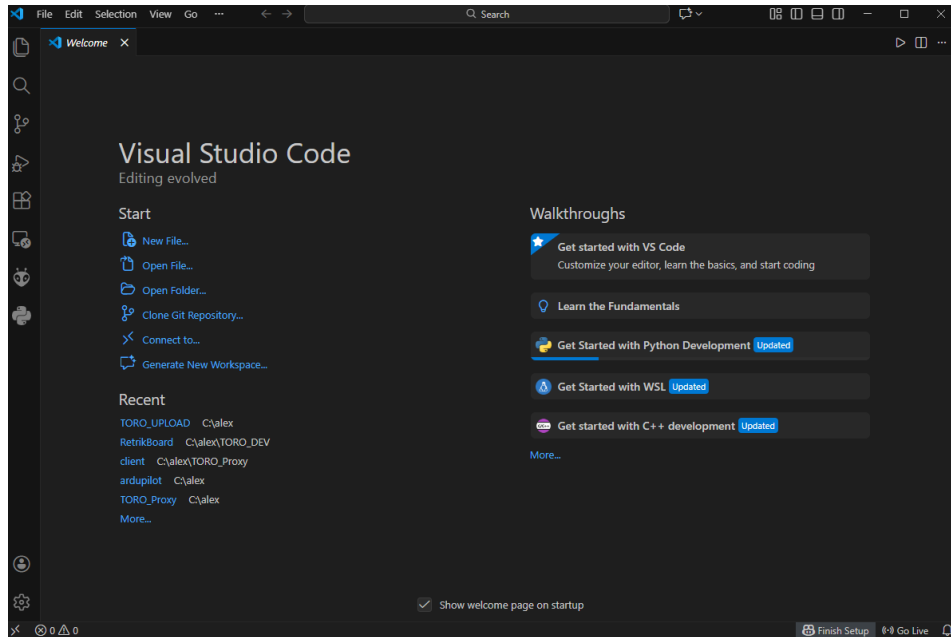 File Edit Selection View Go ··· Search
Welcome
Visual Studio Code
Editing evolved
Start
New File...
Open File...
Open Folder...
Clone Git Repository...
Connect to...
Generate New Workspace...
Recent
TORO_UPLOAD C:\alex
RetrikBoard C:\alex\TORO_DEV
client C:\alex\TORO_Proxy
ardupilot C:\alex
TORO_Proxy C:\alex
More...
Walkthroughs
Get started with VS Code
Customize your editor, learn the basics, and start coding
Learn the Fundamentals
Get Started with Python Development Updated
Get Started with WSL Updated
Get started with C++ development Updated
More...
Show welcome page on startup
0 0 Finish Setup Go Live